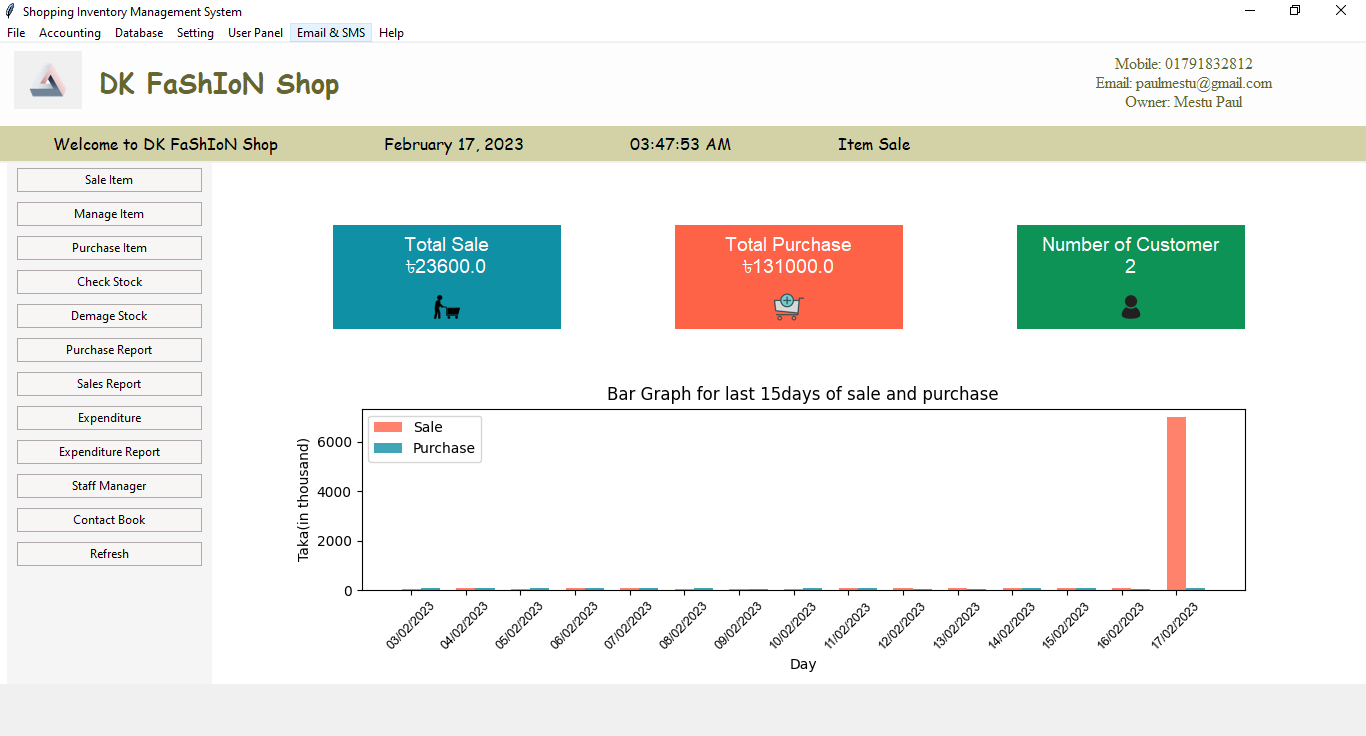 Shopping Inventory Management System
File Accounting Database Setting User Panel Email & SMS Help
DK FaShIoN Shop
Mobile: 01791832812
Email: paulmestu@gmail.com
Owner: Mestu Paul
Welcome to DK FaShIoN Shop February 17, 2023 03:47:53 AM Item Sale
Sale Item
Manage Item
Purchase Item
Check Stock
Demage Stock
Purchase Report
Sales Report
Expenditure
Expenditure Report
Staff Manager
Contact Book
Refresh
Total Sale
৳23600.0
Total Purchase
৳131000.0
Number of Customer
2
Bar Graph for last 15days of sale and purchase
Sale
Purchase
Taka(in thousand)
6000
4000
2000
0
03/02/2023 04/02/2023 05/02/2023 06/02/2023 07/02/2023 08/02/2023 09/02/2023 10/02/2023 11/02/2023 12/02/2023 13/02/2023 14/02/2023 15/02/2023 16/02/2023 17/02/2023
Day